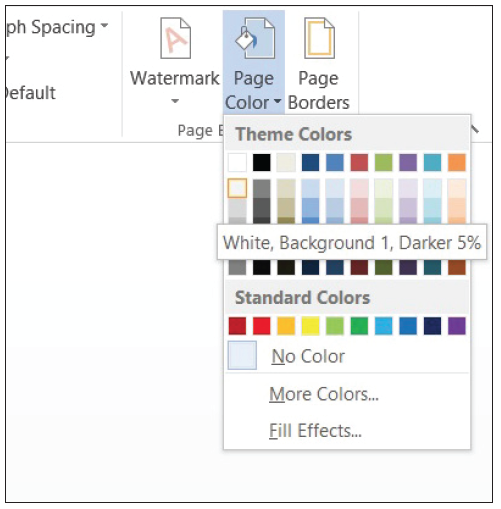 ph Spacing
Default
Watermark
Page Color
Page Borders
Page
Theme Colors
White, Background 1, Darker 5%
Standard Colors
No Color
More Colors...
Fill Effects...